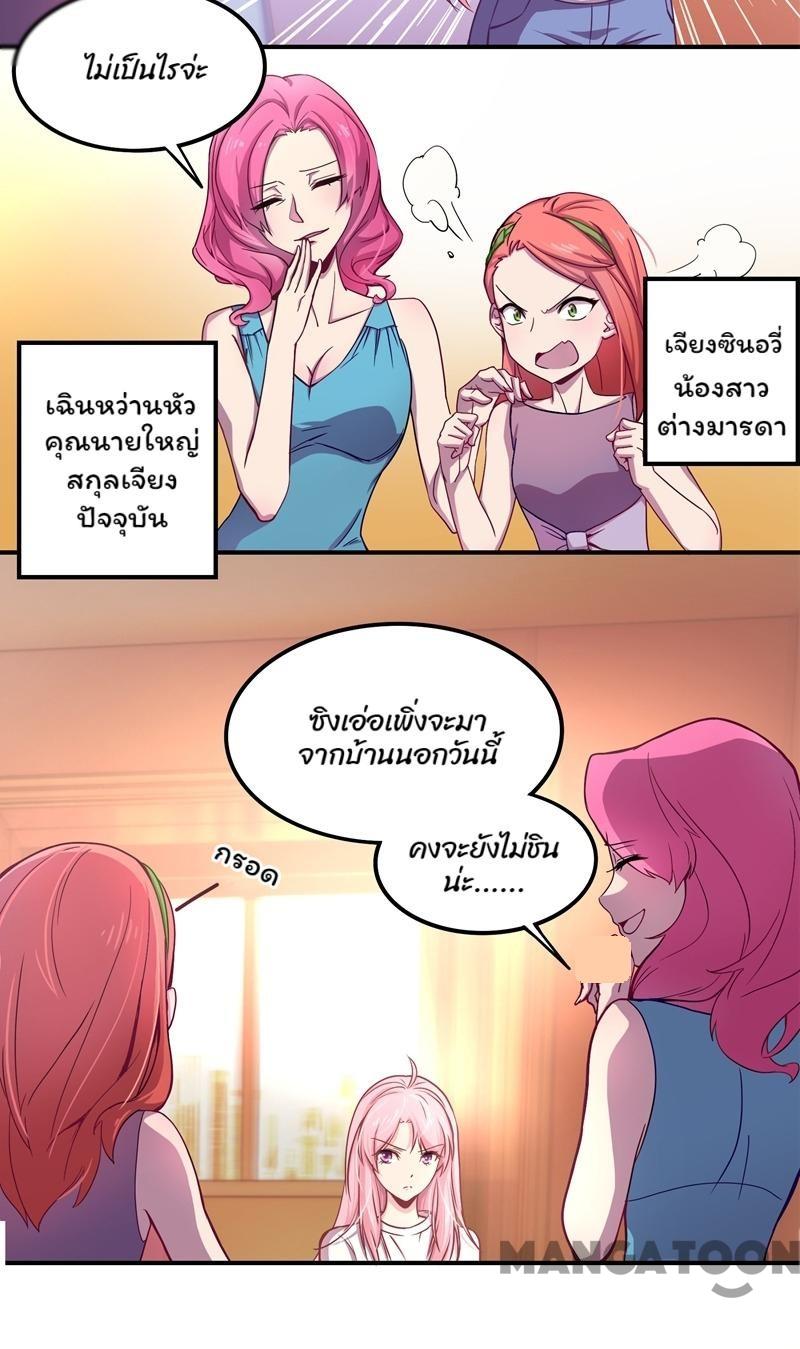 ไม่เป็นไรจ่ะ
เจียงซินอวี่
น้องสาว
ต่างมารดา
เฉินหว่านหัว
คุณนายใหญ่
สกุลเจียง
ปัจจุบัน
ซิงเอ่อเพิ่งจะมา
จากบ้านนอกวันนี้
คงจะยังไม่ชิน
น่ะ......
กรอด
MANGATOON